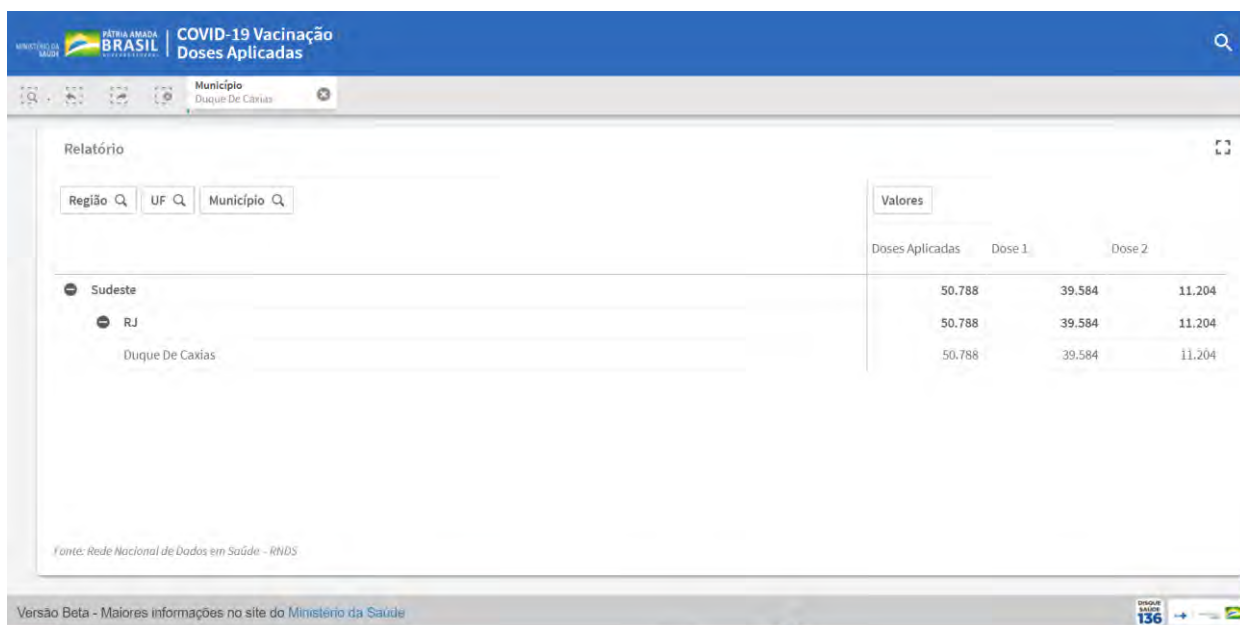 MINISTÉRIO DA
SAÚDE
PÁTRIA AMADA
BRASIL
COVID-19 Vacinação
Doses Aplicadas
Município
Duque De Caxias
Relatório
Região UF Município Valores
Doses Aplicadas Dose 1 Dose 2
Sudeste 50.788 39.584 11.204
RJ 50.788 39.584 11.204
Duque De Caxias 50.788 39.584 11.204
Fonte: Rede Nacional de Dados em Saúde - RNDS
Versão Beta - Maiores informações no site do Ministério da Saúde
DISQUE
SAÚDE
136